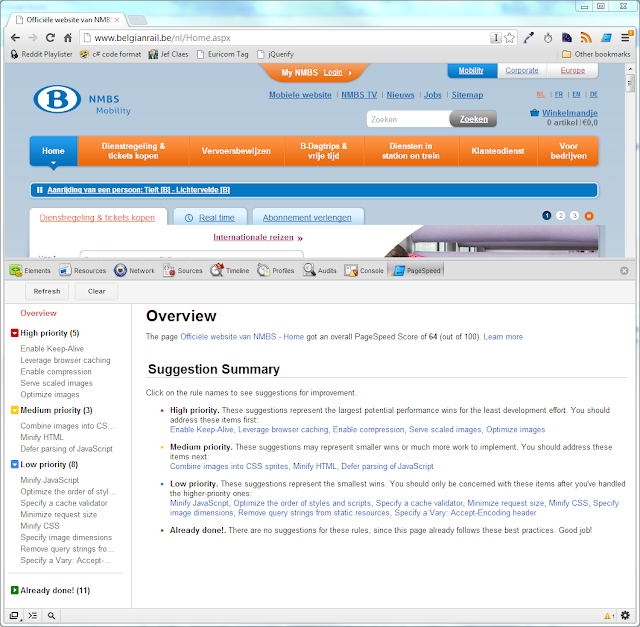 Officiële website van NMBS
www.belgianrail.be/nl/Home.aspx
Reddit Playlister c# code format Jef Claes Euricom Tag jQuerify Other bookmarks
My NMBS Login
Mobility Corporate Europe
B NMBS Mobility
Mobiele website | NMBS TV | Nieuws | Jobs | Sitemap
NL | FR | EN | DE
Zoeken Zoeken
Winkelmandje
0 artikel | €0,0
Home
Dienstregeling & tickets kopen
Vervoersbewijzen
B-Dagtrips & vrije tijd
Diensten in station en trein
Klantendienst
Voor bedrijven
Aanrijding van een persoon: Tielt [B] - Lichtervelde [B]
Dienstregeling & tickets kopen Real time Abonnement verlengen
1 2 3
Internationale reizen »
Elements Resources Network Sources Timeline Profiles Audits Console PageSpeed
Refresh Clear
Overview
High priority (5)
Enable Keep-Alive
Leverage browser caching
Enable compression
Serve scaled images
Optimize images
Medium priority (3)
Combine images into CS...
Minify HTML
Defer parsing of JavaScript
Low priority (8)
Minify JavaScript
Optimize the order of styl...
Specify a cache validator
Minimize request size
Minify CSS
Specify image dimensions
Remove query strings fro...
Specify a Vary: Accept-...
Already done! (11)
Overview
The page Officiële website van NMBS - Home got an overall PageSpeed Score of 64 (out of 100). Learn more
Suggestion Summary
Click on the rule names to see suggestions for improvement.
High priority. These suggestions represent the largest potential performance wins for the least development effort. You should
address these items first:
Enable Keep-Alive, Leverage browser caching, Enable compression, Serve scaled images, Optimize images
Medium priority. These suggestions may represent smaller wins or much more work to implement. You should address these
items next:
Combine images into CSS sprites, Minify HTML, Defer parsing of JavaScript
Low priority. These suggestions represent the smallest wins. You should only be concerned with these items after you've handled
the higher-priority ones:
Minify JavaScript, Optimize the order of styles and scripts, Specify a cache validator, Minimize request size, Minify CSS, Specify
image dimensions, Remove query strings from static resources, Specify a Vary: Accept-Encoding header
Already done!. There are no suggestions for these rules, since this page already follows these best practices. Good job!
1